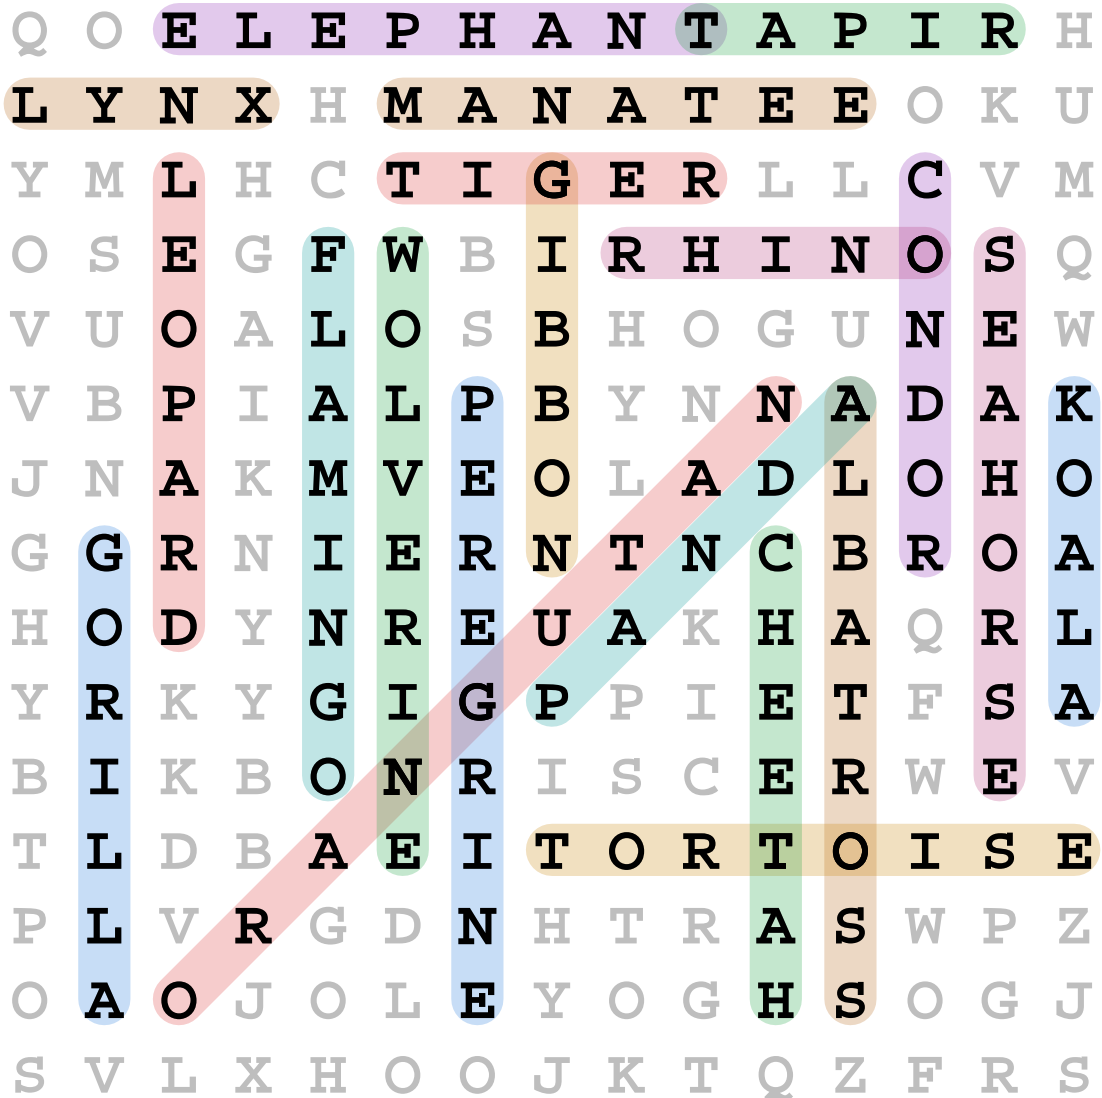 Q O E L E P H A N T A P I R H
L Y N X H M A N A T E E O K U
Y M L H C T I G E R L L C V M
O S E G F W B I R H I N O S Q
V U O A L O S B H O G U N E W
V B P I A L P B Y N N A D A K
J N A K M V E O L A D L O H O
G G R N I E R N T N C B R O A
H O D Y N R E U A K H A Q R L
Y R K Y G I G P P I E T F S A
B I K B O N R I S C E R W E V
T L D B A E I T O R T O I S E
P L V R G D N H T R A S W P Z
O A O J O L E Y O G H S O G J
S V L X H O O J K T Q Z F R S